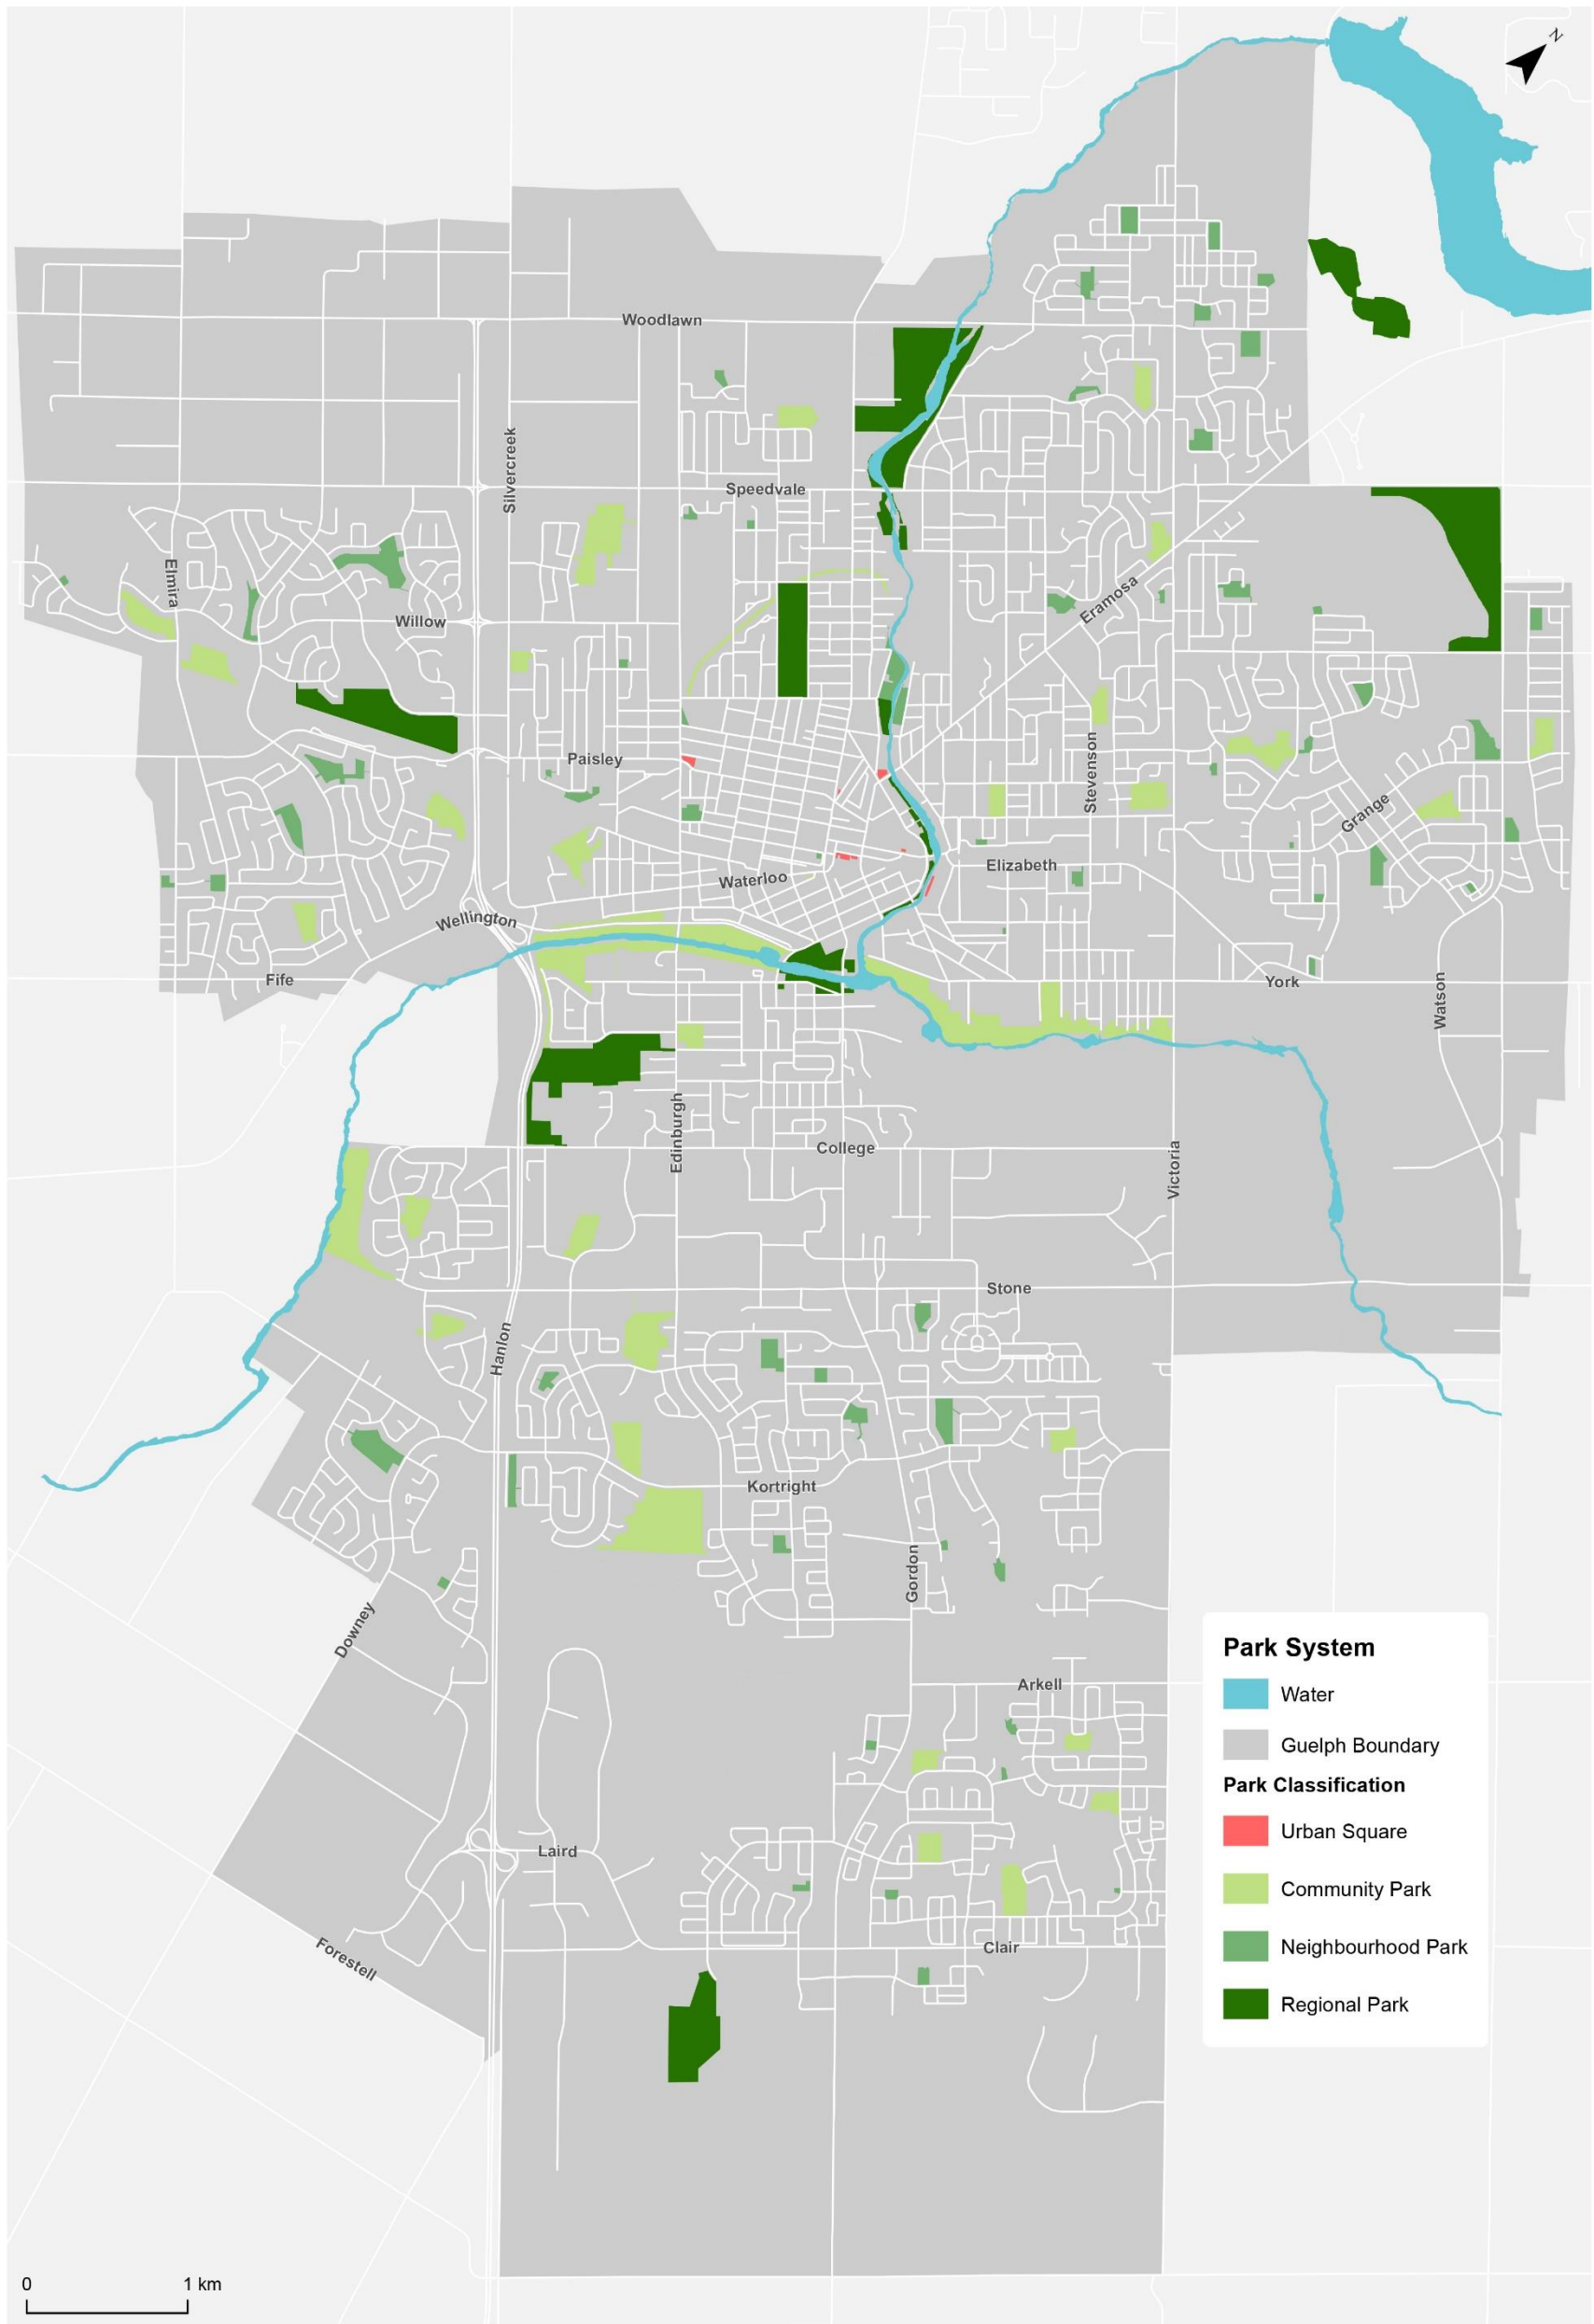 N
Woodlawn
Silvercreek
Speedvale
Elmira
Willow
Eramosa
Paisley
Stevenson
Grange
Elizabeth
Waterloo
Wellington
Fife
York
Watson
Edinburgh
College
Victoria
Stone
Hanlon
Kortright
Gordon
Downey
Arkell
Laird
Forestell
Clair
Park System
Water
Guelph Boundary
Park Classification
Urban Square
Community Park
Neighbourhood Park
Regional Park
0 1 km